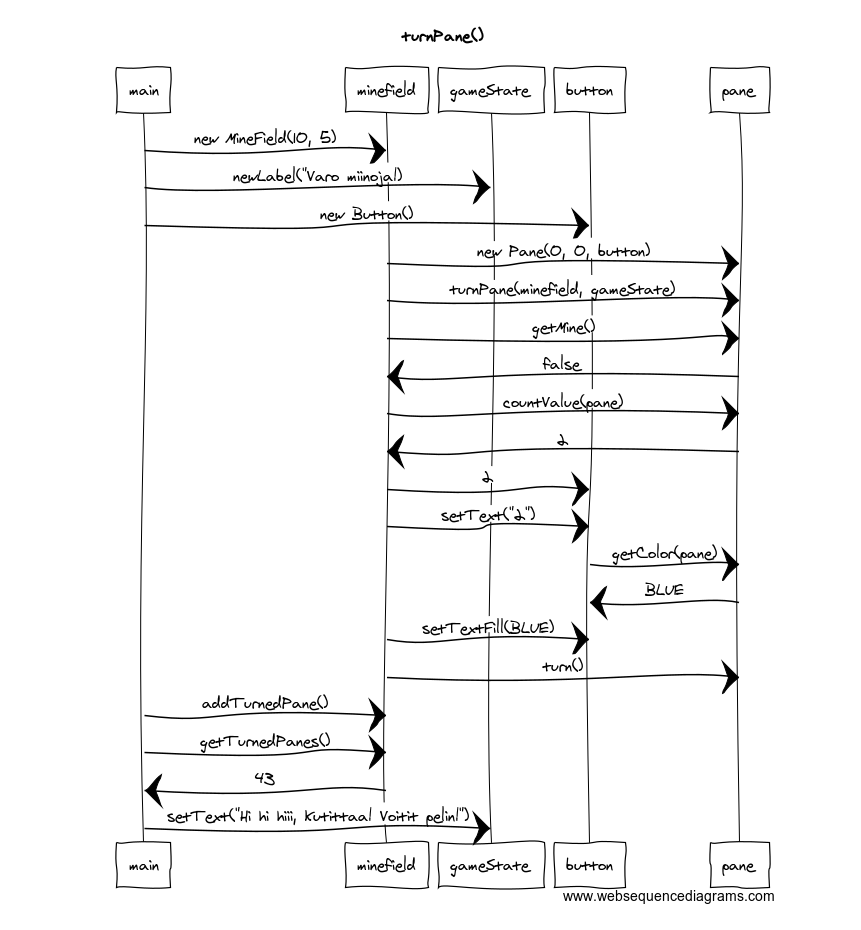 turnPane()
main minefield gameState button pane
new MineField(10, 5)
newLabel("Varo miinoja!)
new Button()
new Pane(0, 0, button)
turnPane(minefield, gameState)
getMine()
false
countValue(pane)
2
2
setText("2")
getColor(pane)
BLUE
setTextFill(BLUE)
turn()
addTurnedPane()
getTurnedPanes()
43
setText("Hi hi hiii, kutittaa! Voitit pelin!")
main minefield gameState button pane
www.websequencediagrams.com